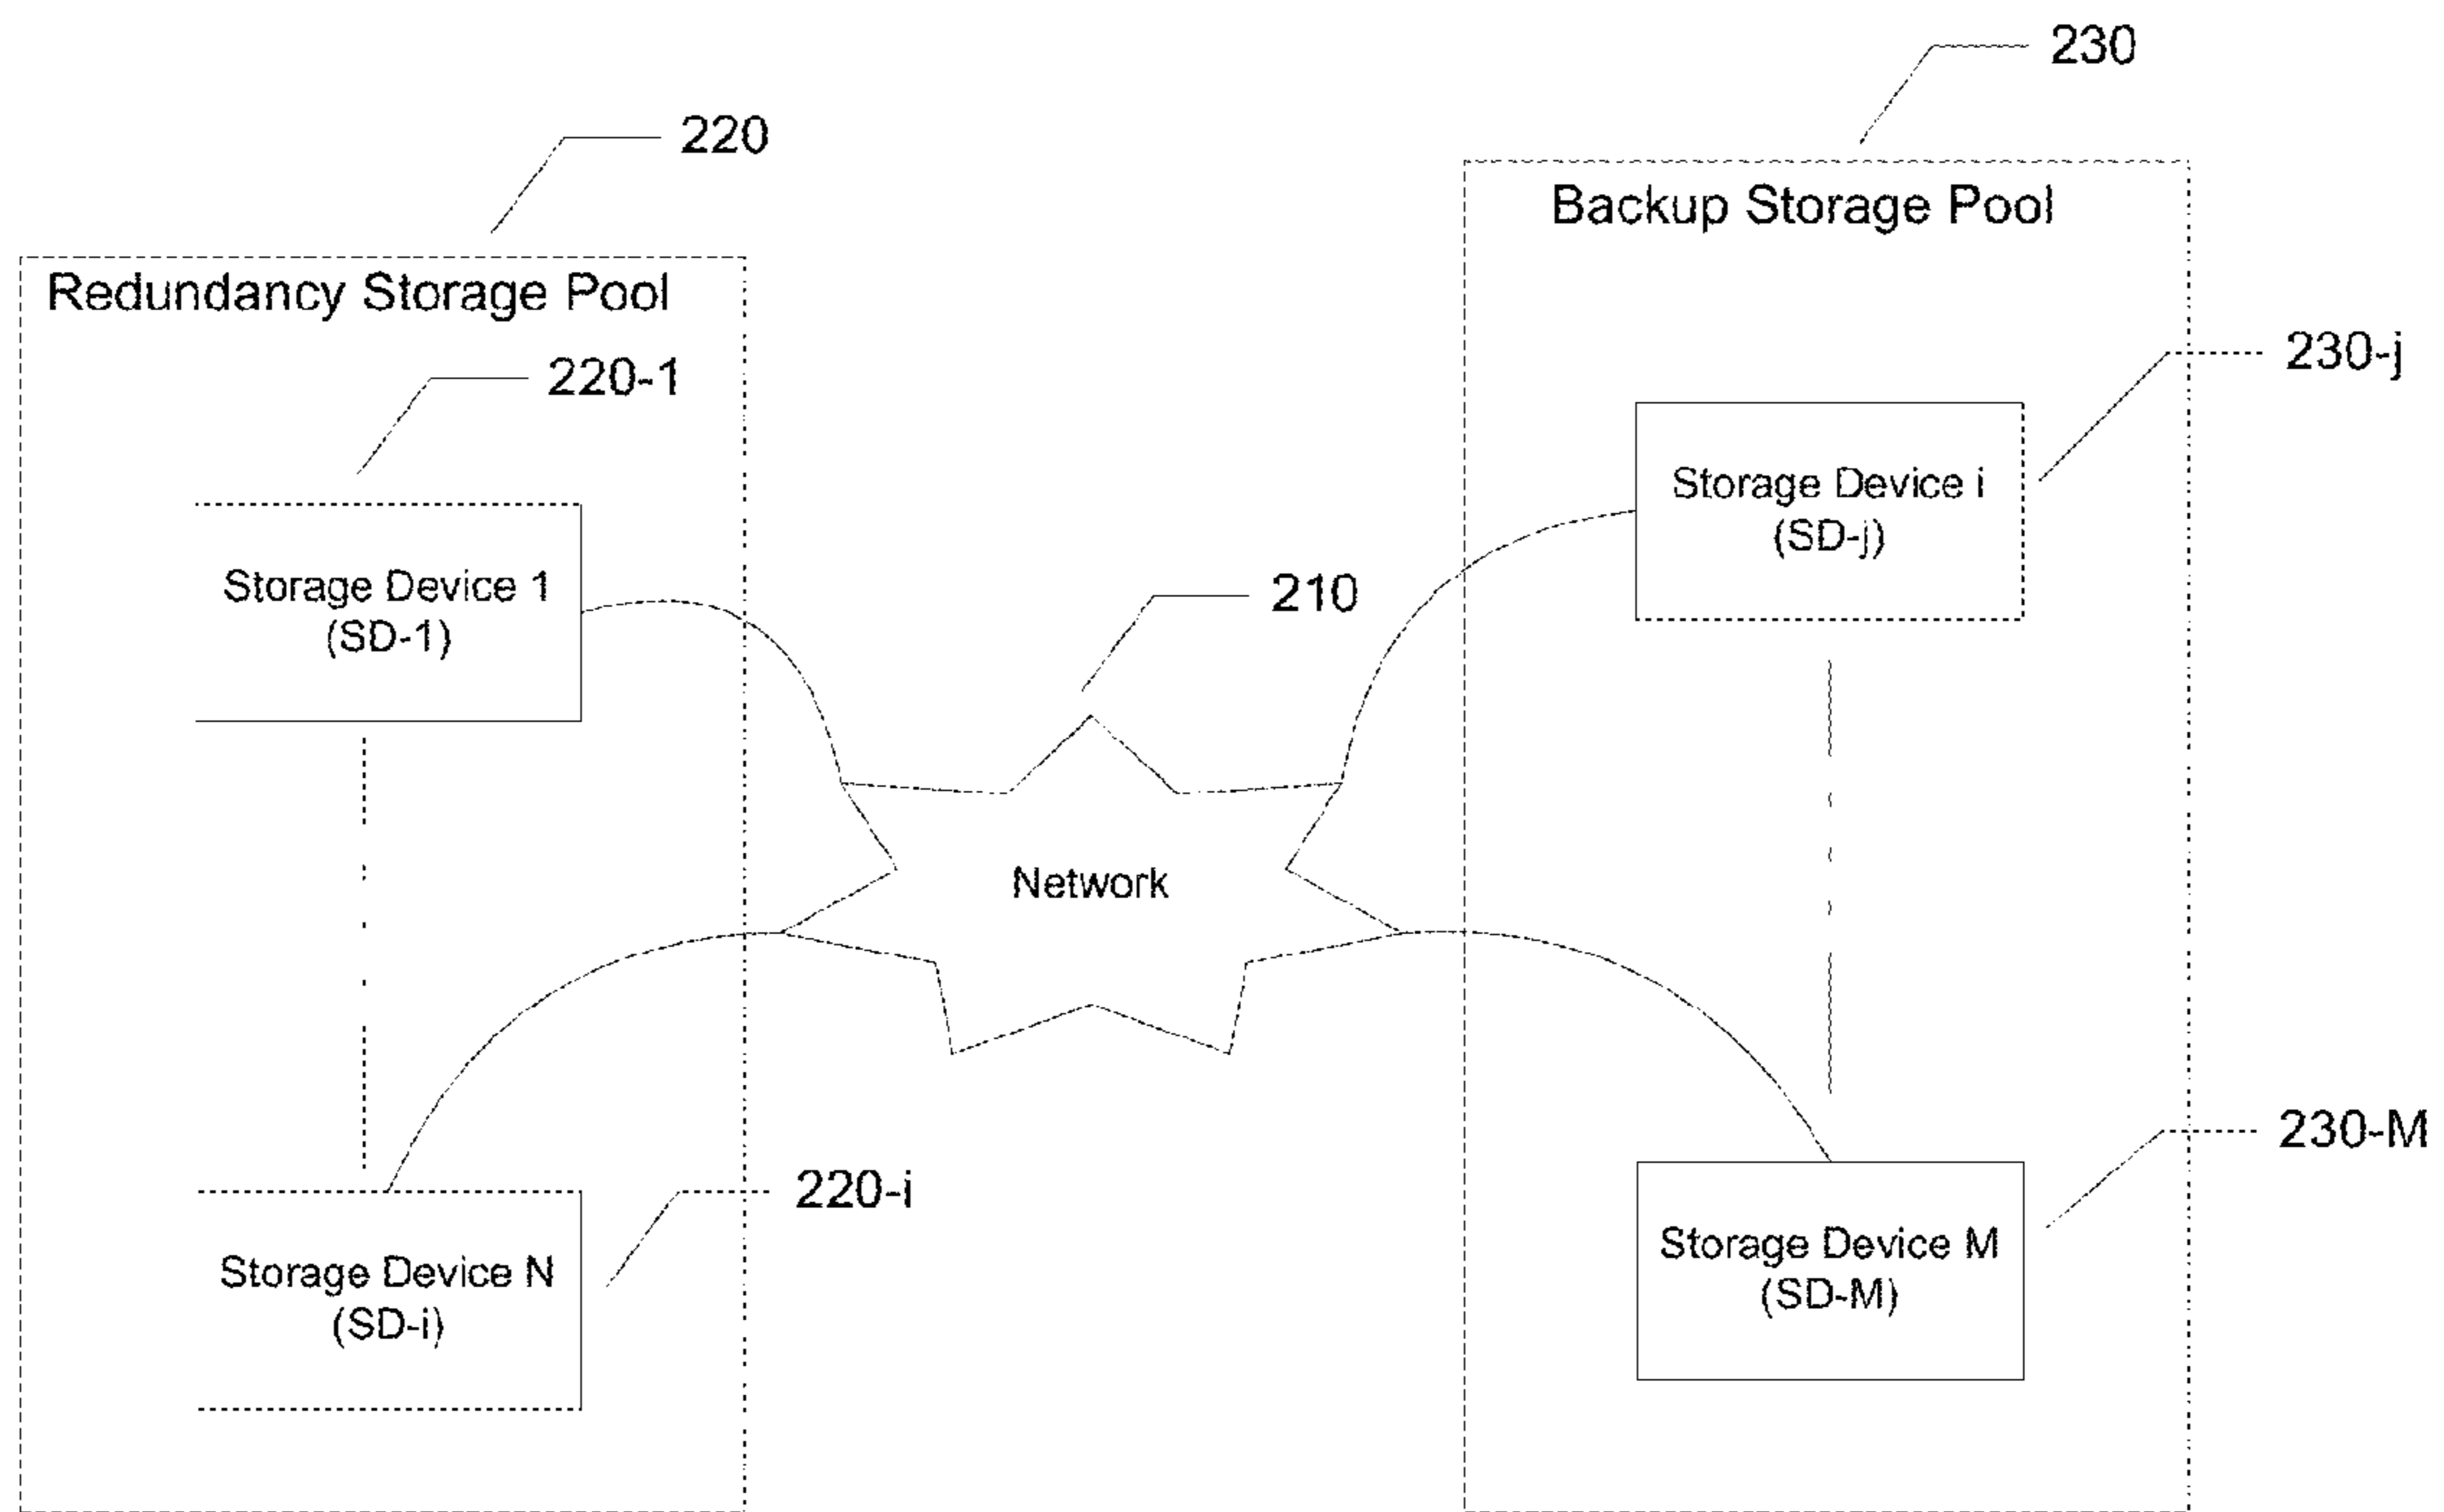 230
220
Backup Storage Pool
Redundancy Storage Pool
230-j
220-1
Storage Device i
(SD-j)
Storage Device 1
(SD-1)
210
Network
230-M
220-i
Storage Device M
(SD-M)
Storage Device N
(SD-i)